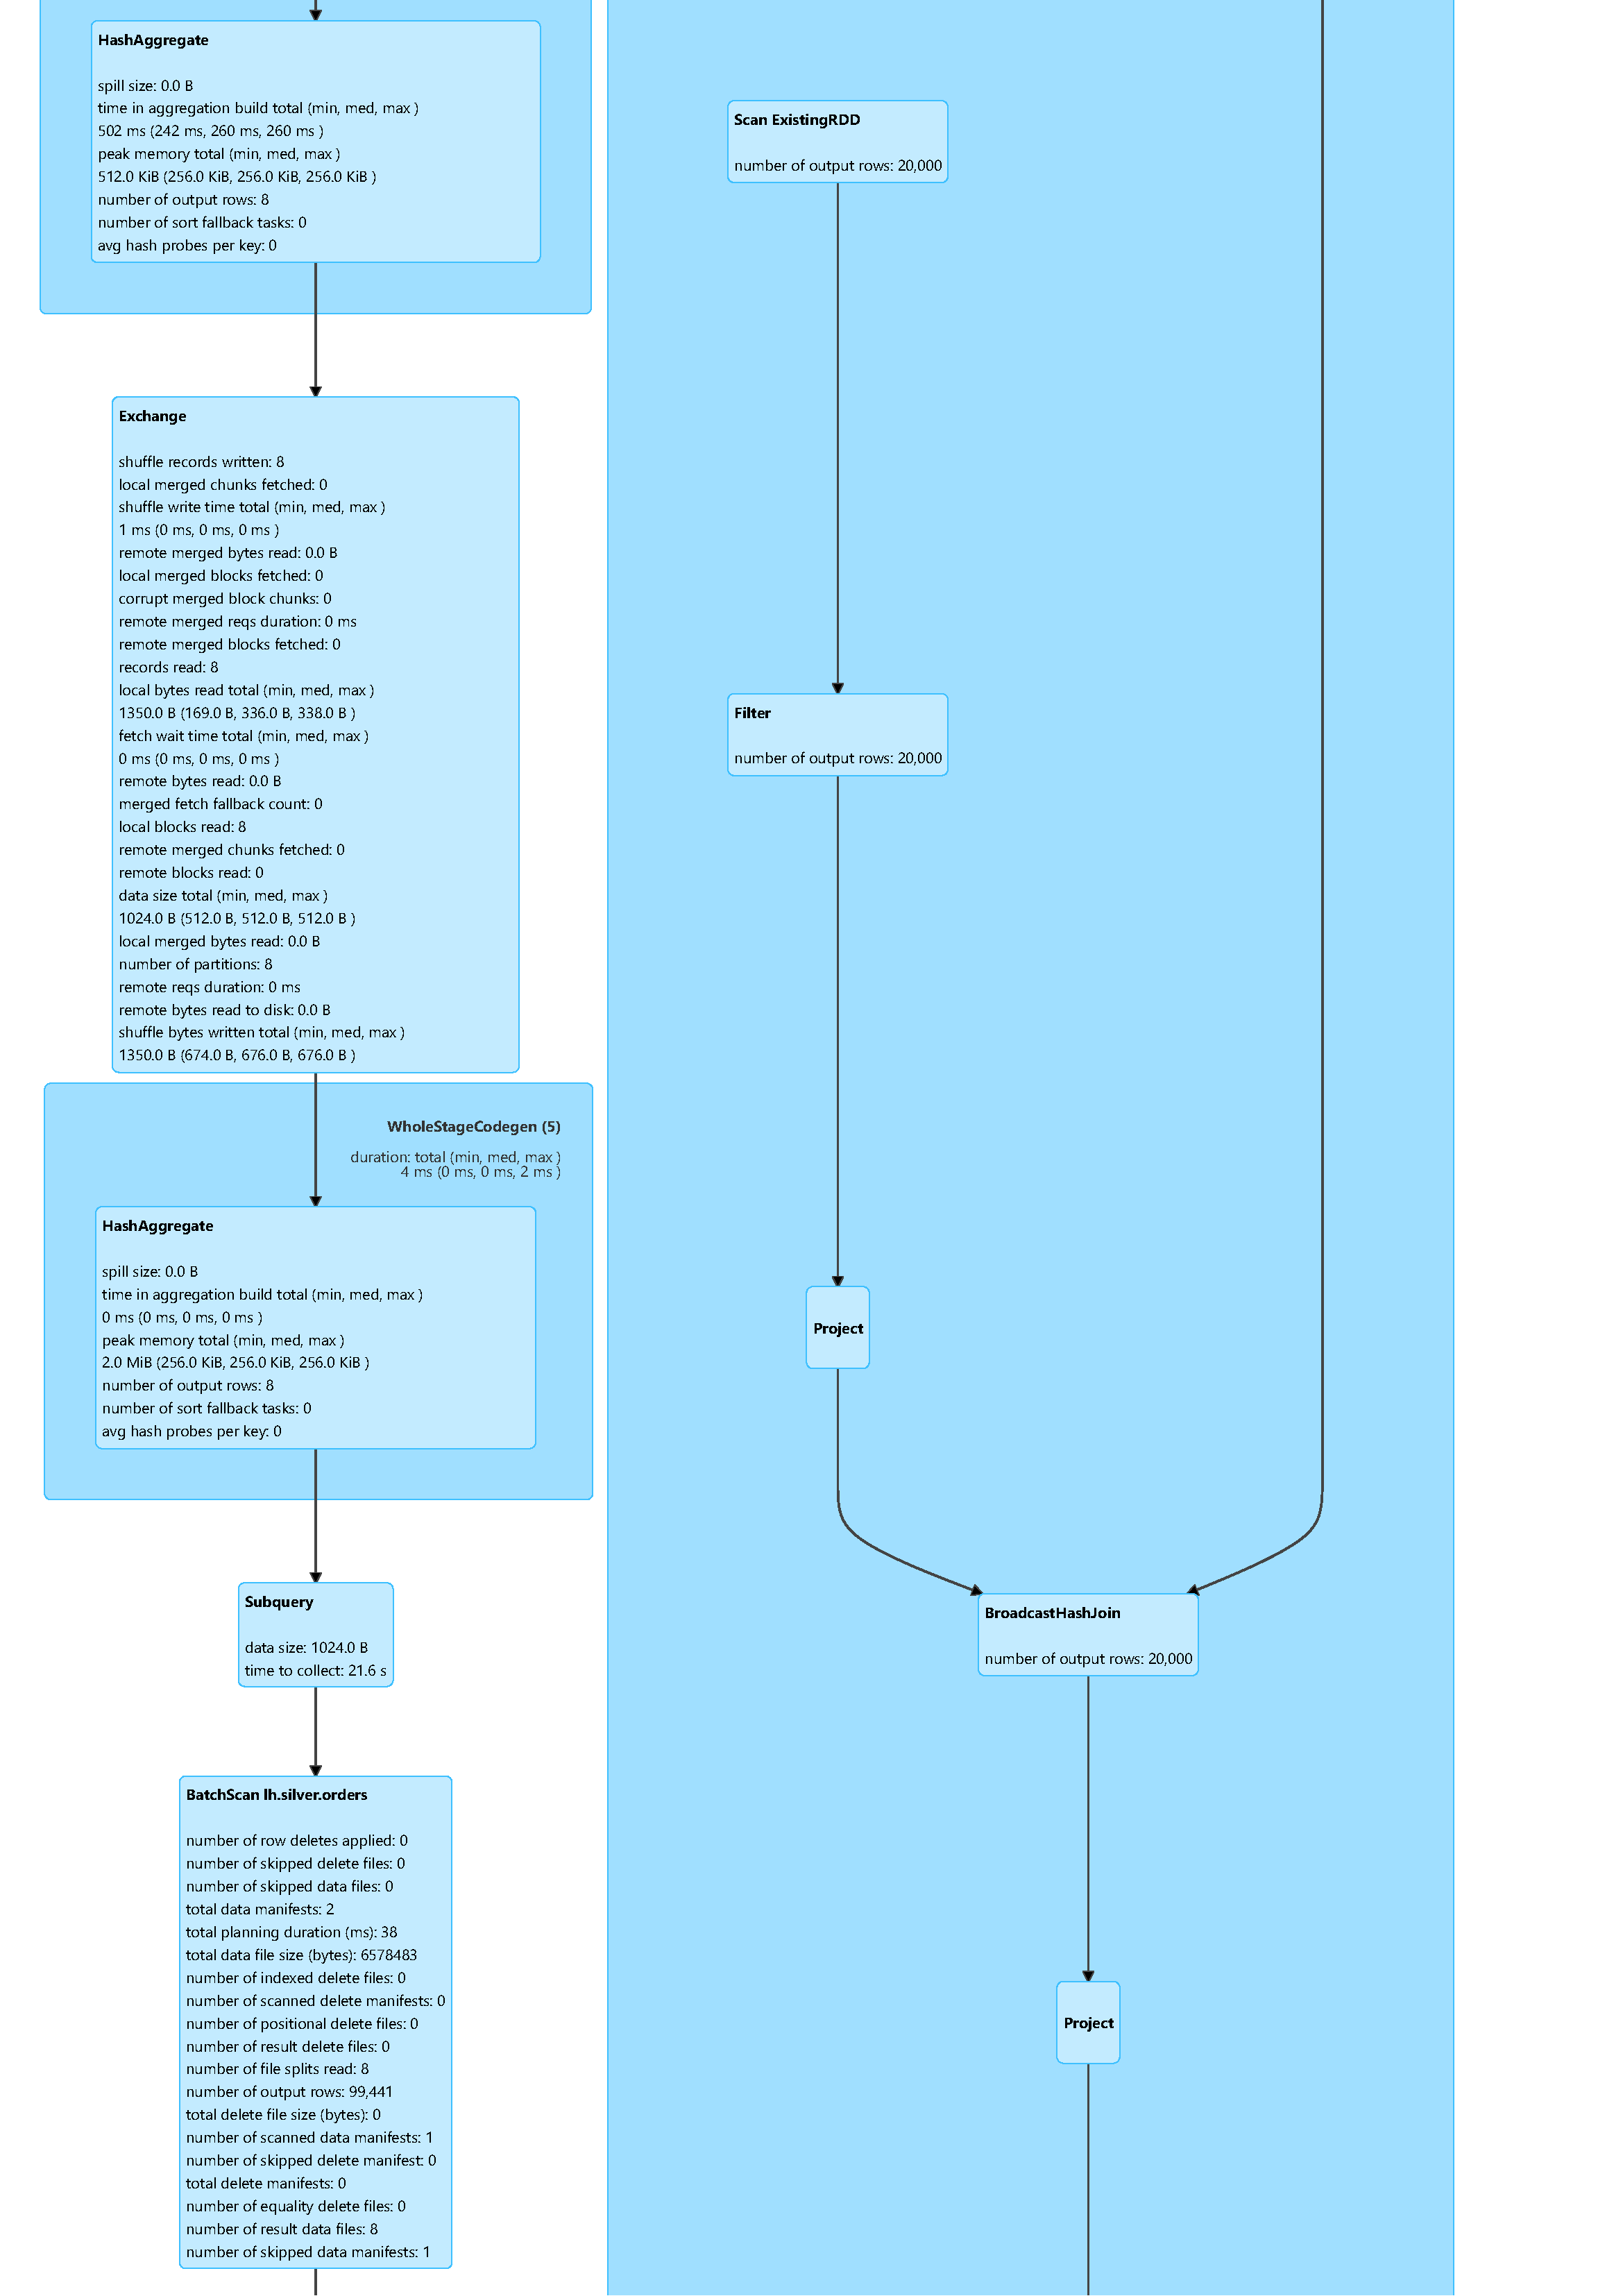 HashAggregate
spill size: 0.0 B
time in aggregation build total (min, med, max )
502 ms (242 ms, 260 ms, 260 ms )
peak memory total (min, med, max )
512.0 KiB (256.0 KiB, 256.0 KiB, 256.0 KiB )
number of output rows: 8
number of sort fallback tasks: 0
avg hash probes per key: 0
Exchange
shuffle records written: 8
local merged chunks fetched: 0
shuffle write time total (min, med, max )
1 ms (0 ms, 0 ms, 0 ms )
remote merged bytes read: 0.0 B
local merged blocks fetched: 0
corrupt merged block chunks: 0
remote merged reqs duration: 0 ms
remote merged blocks fetched: 0
records read: 8
local bytes read total (min, med, max )
1350.0 B (169.0 B, 336.0 B, 338.0 B )
fetch wait time total (min, med, max )
0 ms (0 ms, 0 ms, 0 ms )
remote bytes read: 0.0 B
merged fetch fallback count: 0
local blocks read: 8
remote merged chunks fetched: 0
remote blocks read: 0
data size total (min, med, max )
1024.0 B (512.0 B, 512.0 B, 512.0 B )
local merged bytes read: 0.0 B
number of partitions: 8
remote reqs duration: 0 ms
remote bytes read to disk: 0.0 B
shuffle bytes written total (min, med, max )
1350.0 B (674.0 B, 676.0 B, 676.0 B )
WholeStageCodegen (5)
duration: total (min, med, max )
4 ms (0 ms, 0 ms, 2 ms )
HashAggregate
spill size: 0.0 B
time in aggregation build total (min, med, max )
0 ms (0 ms, 0 ms, 0 ms )
peak memory total (min, med, max )
2.0 MiB (256.0 KiB, 256.0 KiB, 256.0 KiB )
number of output rows: 8
number of sort fallback tasks: 0
avg hash probes per key: 0
Subquery
data size: 1024.0 B
time to collect: 21.6 s
BatchScan lh.silver.orders
number of row deletes applied: 0
number of skipped delete files: 0
number of skipped data files: 0
total data manifests: 2
total planning duration (ms): 38
total data file size (bytes): 6578483
number of indexed delete files: 0
number of scanned delete manifests: 0
number of positional delete files: 0
number of result delete files: 0
number of file splits read: 8
number of output rows: 99,441
total delete file size (bytes): 0
number of scanned data manifests: 1
number of skipped delete manifest: 0
total delete manifests: 0
number of equality delete files: 0
number of result data files: 8
number of skipped data manifests: 1
Scan ExistingRDD
number of output rows: 20,000
Filter
number of output rows: 20,000
Project
BroadcastHashJoin
number of output rows: 20,000
Project